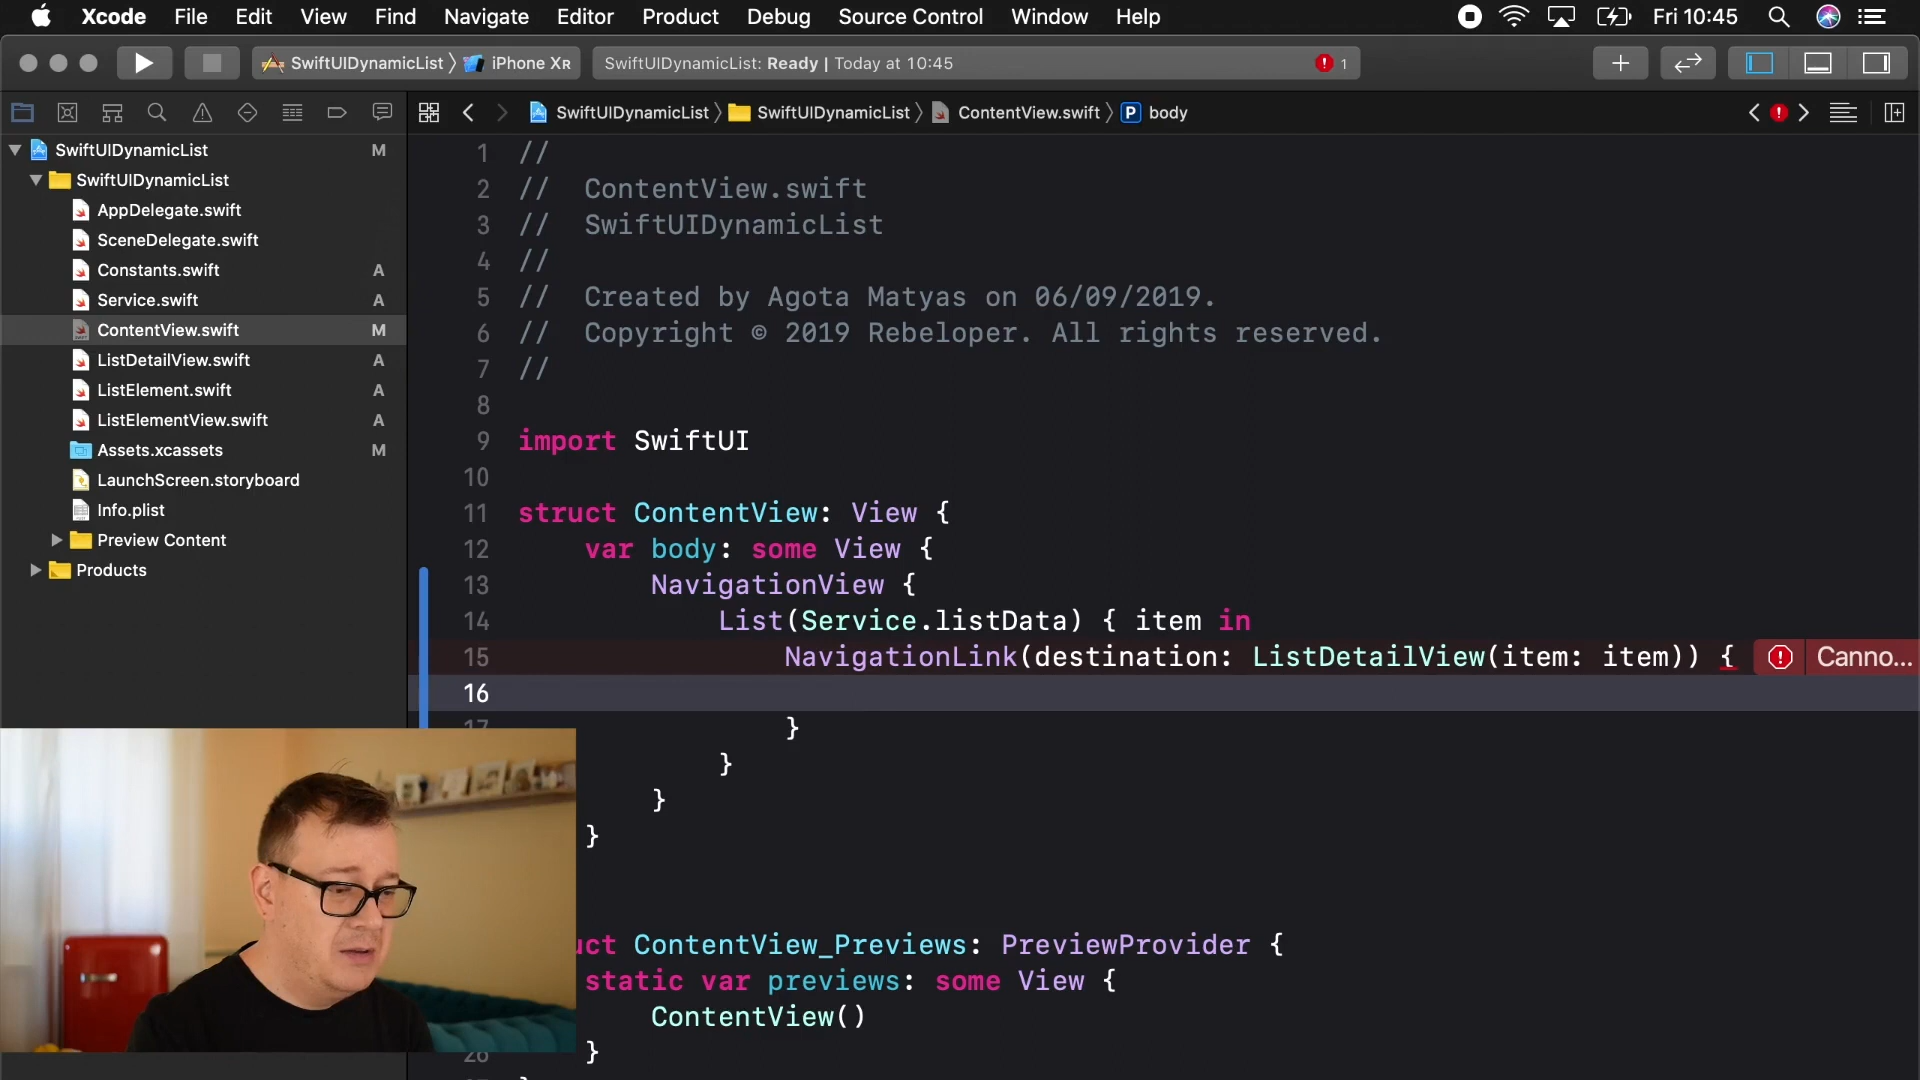 Xcode File Edit View Find Navigate Editor Product Debug Source Control Window Help Fri 10:45
SwiftUIDynamicList iPhone XR SwiftUIDynamicList: Ready | Today at 10:45 1
SwiftUIDynamicList SwiftUIDynamicList ContentView.swift P body
SwiftUIDynamicList M
SwiftUIDynamicList
AppDelegate.swift
SceneDelegate.swift
Constants.swift A
Service.swift A
ContentView.swift M
ListDetailView.swift A
ListElement.swift A
ListElementView.swift A
Assets.xcassets M
LaunchScreen.storyboard
Info.plist
Preview Content
Products
1 //
2 // ContentView.swift
3 // SwiftUIDynamicList
4 //
5 // Created by Agota Matyas on 06/09/2019.
6 // Copyright © 2019 Rebeloper. All rights reserved.
7 //
8
9 import SwiftUI
10
11 struct ContentView: View {
12 var body: some View {
13 NavigationView {
14 List(Service.listData) { item in
15 NavigationLink(destination: ListDetailView(item: item)) { Canno...
16
17 }
}
}
}
uct ContentView_Previews: PreviewProvider {
static var previews: some View {
ContentView()
26 }